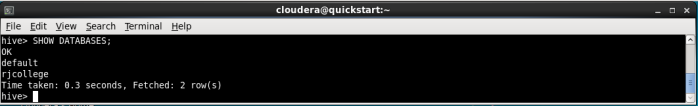 cloudera@quickstart:~
File Edit View Search Terminal Help
hive> SHOW DATABASES;
OK
default
rjcollege
Time taken: 0.3 seconds, Fetched: 2 row(s)
hive>